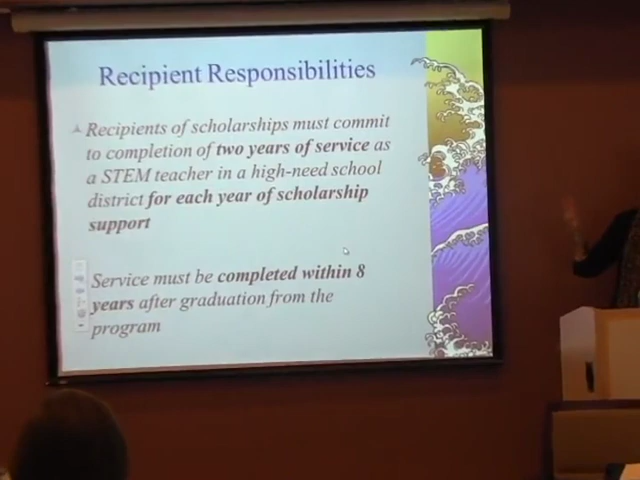 Recipient Responsibilities
Recipients of scholarships must commit
to completion of two years of service as
a STEM teacher in a high-need school
district for each year of scholarship
support
Service must be completed within 8
years after graduation from the
program